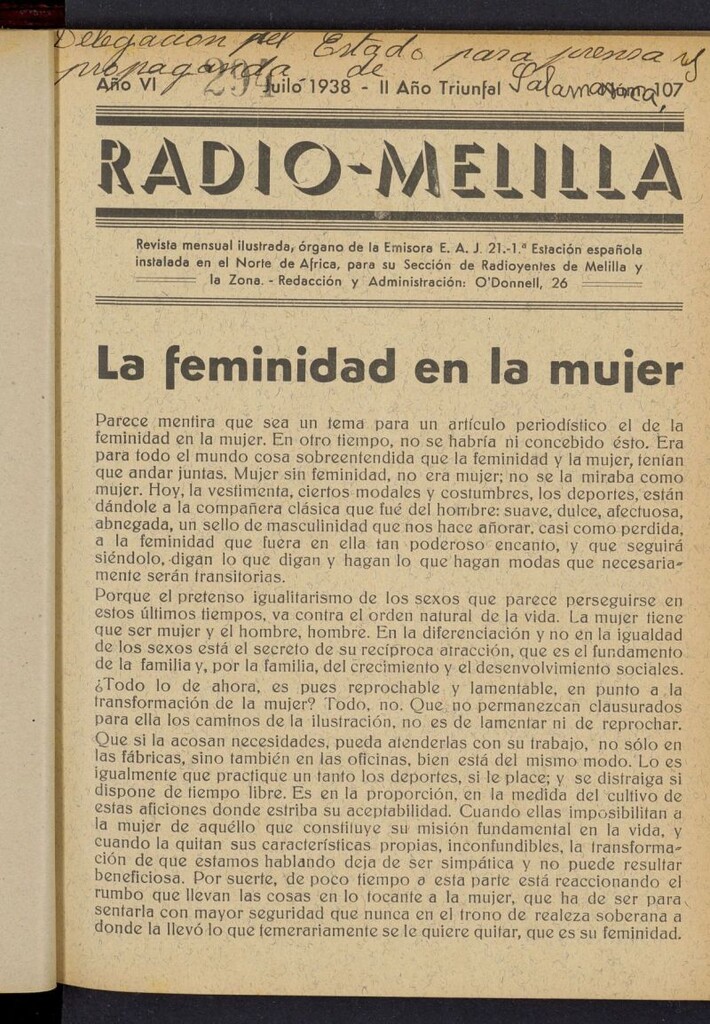 Delegacion del Estado para prensa y
propaganda de Salamanca,
Año VI 294 Juilo 1938 - II Año Triunfal Núm. 107
RADIO-MELILLA
Revista mensual ilustrada, órgano de la Emisora E. A. J. 21.-1.ª Estación española
instalada en el Norte de Africa, para su Sección de Radioyentes de Melilla y
la Zona. - Redacción y Administración: O'Donnell, 26
La feminidad en la mujer
Parece mentira que sea un tema para un artículo periodístico el de la
feminidad en la mujer. En otro tiempo, no se habría ni concebido ésto. Era
para todo el mundo cosa sobreentendida que la feminidad y la mujer, tenían
que andar juntas. Mujer sin feminidad, no era mujer; no se la miraba como
mujer. Hoy, la vestimenta, ciertos modales y costumbres, los deportes, están
dándole a la compañera clásica que fué del hombre: suave, dulce, afectuosa,
abnegada, un sello de masculinidad que nos hace añorar, casi como perdida,
a la feminidad que fuera en ella tan poderoso encanto, y que seguirá
siéndolo, digan lo que digan y hagan lo que hagan modas que necesaria-
mente serán transitorias.
Porque el pretenso igualitarismo de los sexos que parece perseguirse en
estos últimos tiempos, va contra el orden natural de la vida. La mujer tiene
que ser mujer y el hombre, hombre. En la diferenciación y no en la igualdad
de los sexos está el secreto de su recíproca atracción, que es el fundamento
de la familia y, por la familia, del crecimiento y el desenvolvimiento sociales.
¿Todo lo de ahora, es pues reprochable y lamentable, en punto a la
transformación de la mujer? Todo, no. Que no permanezcan clausurados
para ella los caminos de la ilustración, no es de lamentar ni de reprochar.
Que si la acosan necesidades, pueda atenderlas con su trabajo, no sólo en
las fábricas, sino también en las oficinas, bien está del mismo modo. Lo es
igualmente que practique un tanto los deportes, si le place; y se distraiga si
dispone de tiempo libre. Es en la proporción, en la medida del cultivo de
estas aficiones donde estriba su aceptabilidad. Cuando ellas imposibilitan a
la mujer de aquéllo que constituye su misión fundamental en la vida, y
cuando la quitan sus características propias, inconfundibles, la transforma-
ción de que estamos hablando deja de ser simpática y no puede resultar
beneficiosa. Por suerte, de poco tiempo a esta parte está reaccionando el
rumbo que llevan las cosas en lo tocante a la mujer, que ha de ser para
sentarla con mayor seguridad que nunca en el trono de realeza soberana a
donde la llevó lo que temerariamente se le quiere quitar, que es su feminidad.